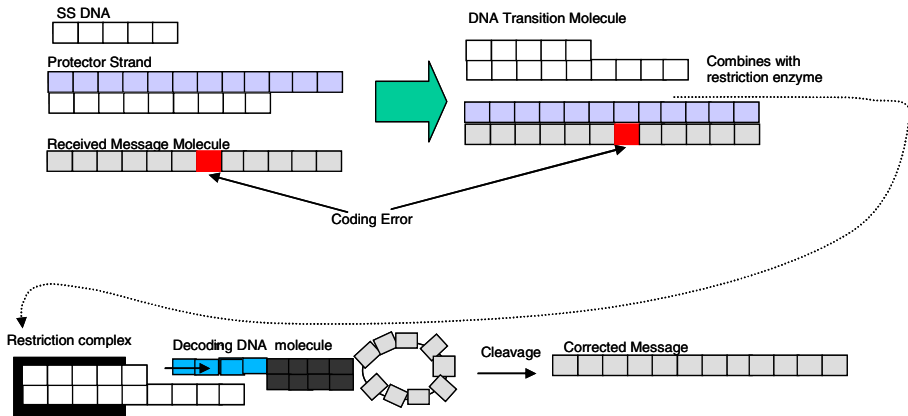 SS DNA
DNA Transition Molecule
Protector Strand
Combines with
restriction enzyme
Received Message Molecule
Coding Error
Restriction complex
Decoding DNA molecule
Cleavage
Corrected Message